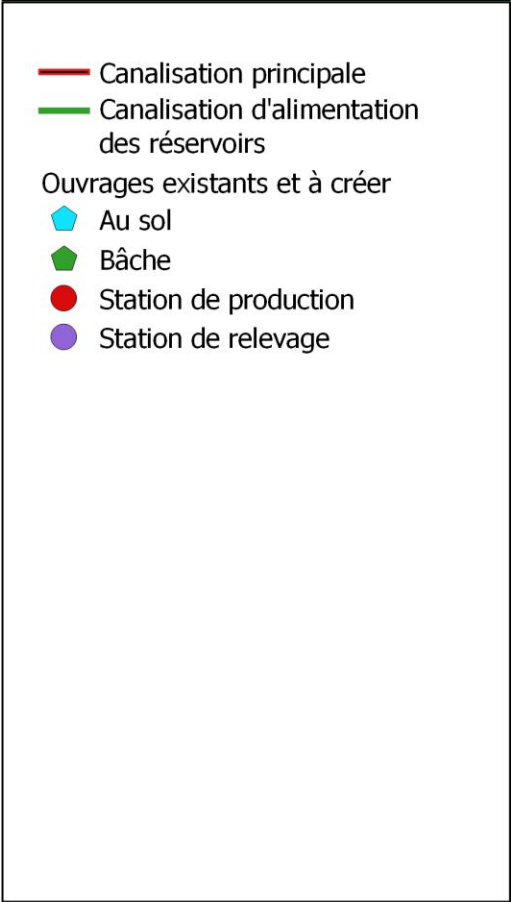 Canalisation principale
Canalisation d'alimentation
des réservoirs
Ouvrages existants et à créer
Au sol
Bâche
Station de production
Station de relevage